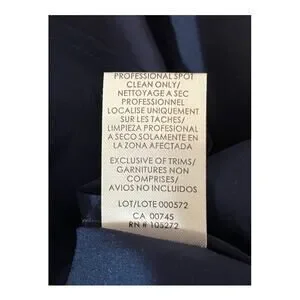 PROFESSIONAL SPOT
CLEAN ONLY/
NETTOYAGE A SEC
PROFESSIONNEL
LOCALISE UNIQUEMENT
SUR LES TACHES/
LIMPIEZA PROFESIONAL
A SECO SOLAMENTE EN
LA ZONA AFECTADA
EXCLUSIVE OF TRIMS/
GARNITURES NON
COMPRISES/
AVIOS NO INCLUIDOS
LOT/LOTE 000572
CA 00745
RN # 105272